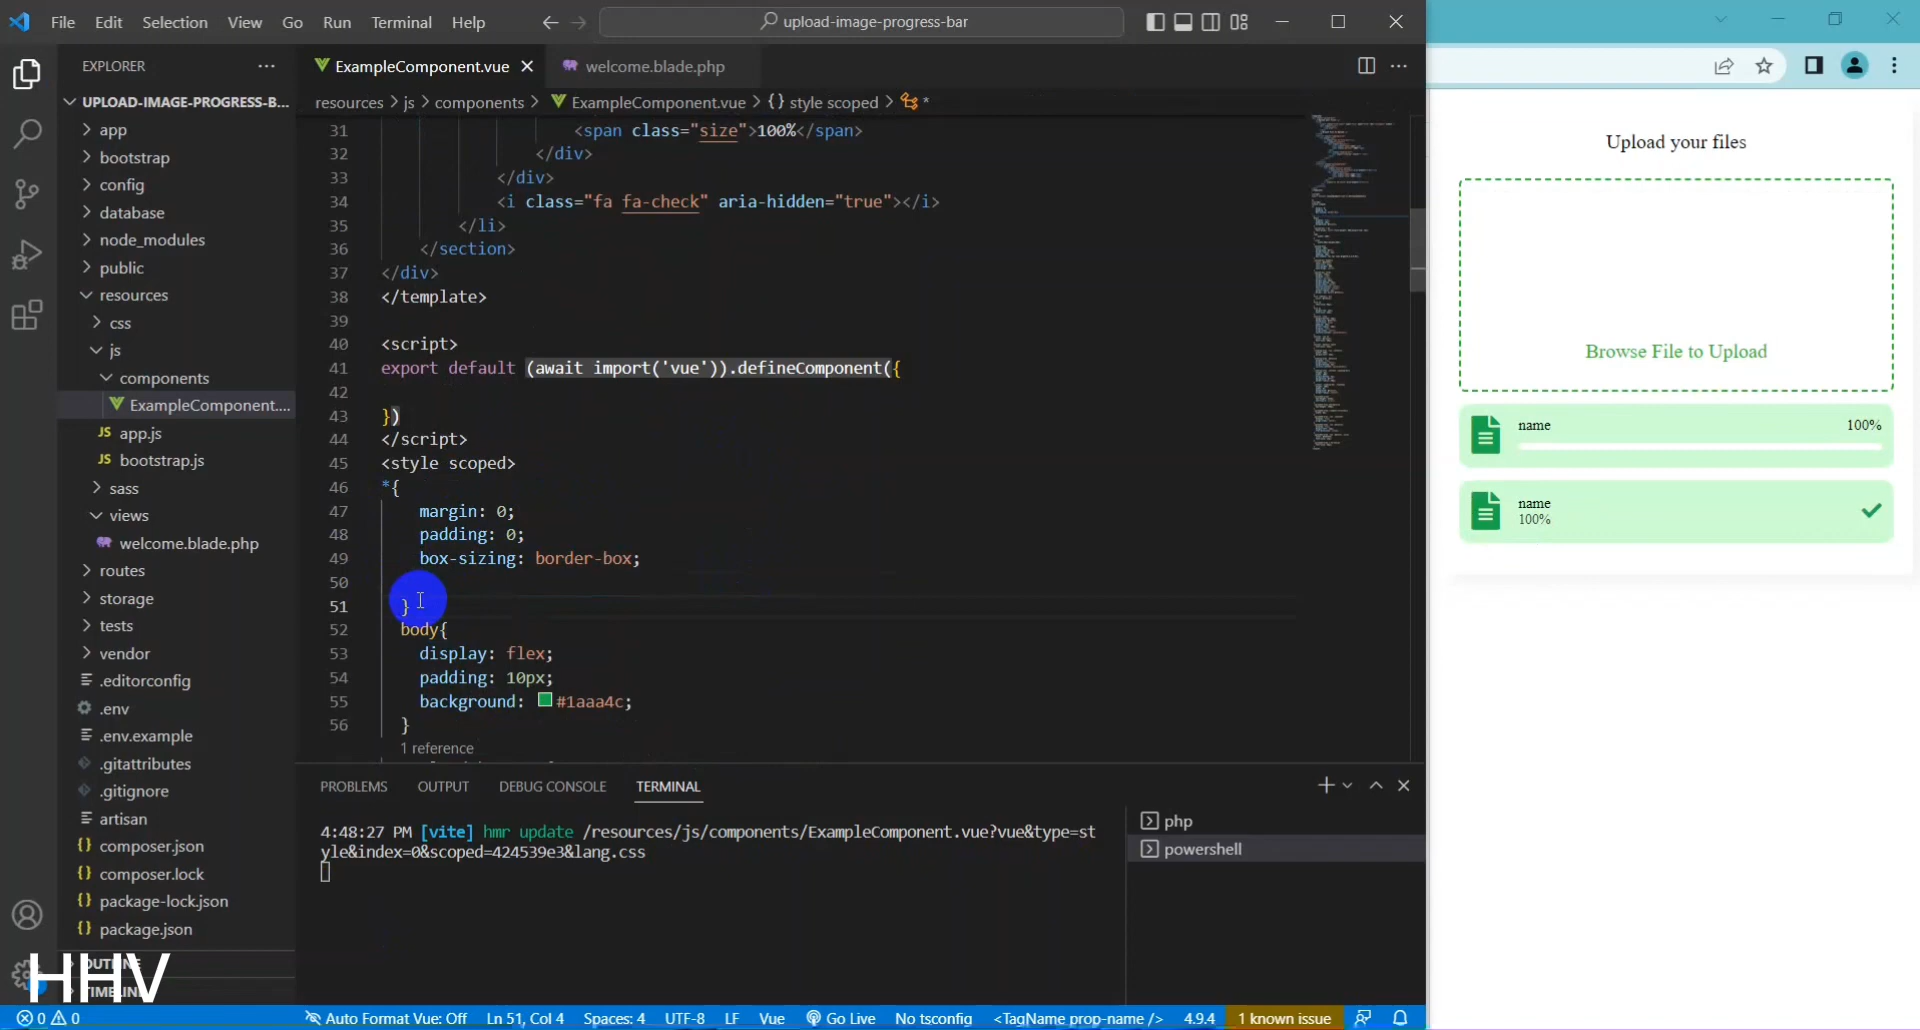 File Edit Selection View Go Run Terminal Help
upload-image-progress-bar
EXPLORER
UPLOAD-IMAGE-PROGRESS-B...
app
bootstrap
config
database
node_modules
public
resources
css
js
components
ExampleComponent....
JS app.js
JS bootstrap.js
sass
views
welcome.blade.php
routes
storage
tests
vendor
.editorconfig
.env
.env.example
.gitattributes
.gitignore
artisan
{} composer.json
{} composer.lock
{} package-lock.json
{} package.json
OUTLINE
TIMELINE
HHV
ExampleComponent.vue
welcome.blade.php
resources > js > components > ExampleComponent.vue > {} style scoped > *
31 <span class="size">100%</span>
32 </div>
33 </div>
34 <i class="fa fa-check" aria-hidden="true"></i>
35 </li>
36 </section>
37 </div>
38 </template>
39
40 <script>
41 export default (await import('vue')).defineComponent({
42
43 })
44 </script>
45 <style scoped>
46 *{
47 margin: 0;
48 padding: 0;
49 box-sizing: border-box;
50
51 }
52 body{
53 display: flex;
54 padding: 10px;
55 background: #1aaa4c;
56 }
1 reference
PROBLEMS OUTPUT DEBUG CONSOLE TERMINAL
4:48:27 PM [vite] hmr update /resources/js/components/ExampleComponent.vue?vue&type=st
yle&index=0&scoped=424539e3&lang.css
php
powershell
0 0 Auto Format Vue: Off Ln 51, Col 4 Spaces: 4 UTF-8 LF Vue Go Live No tsconfig <TagName prop-name /> 4.9.4 1 known issue
Upload your files
Browse File to Upload
name 100%
name
100%